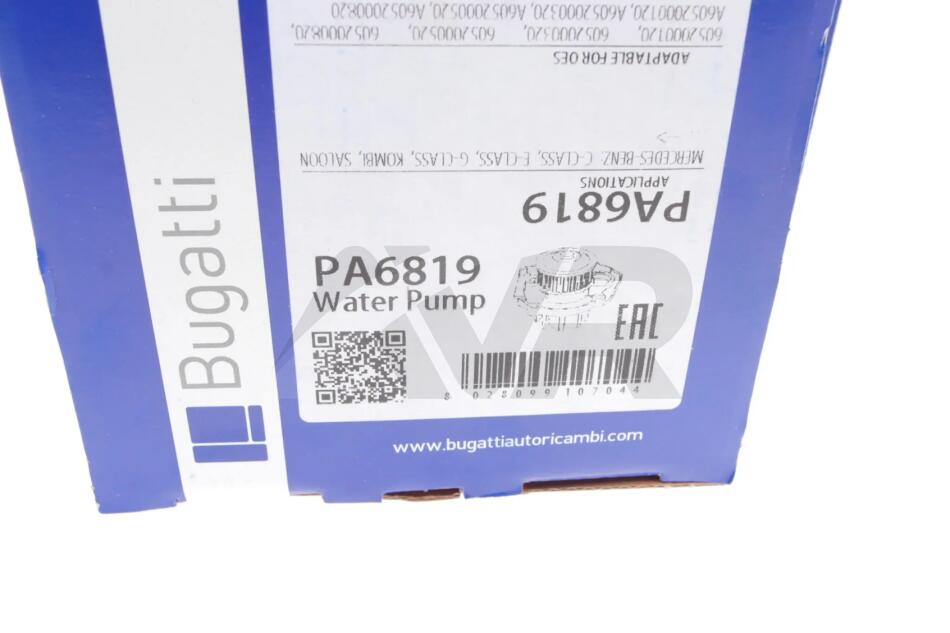 Bugatti
PA6819
APPLICATIONS
MERCEDES-BENZ: C-CLASS, E-CLASS, G-CLASS, KOMBI, SALOON
ADAPTABLE FOR OES
6052000120, 6052000320, 6052000520, 6052000820,
A6052000120, A6052000320, A6052000520, A6052000820
PA6819
Water Pump
EAC
8 028099 107044
www.bugattiautoricambi.com
AVR